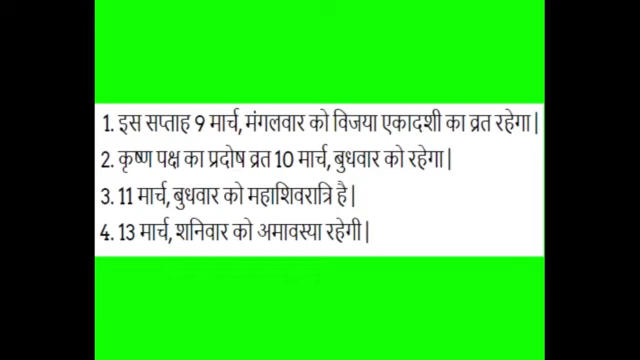 1. इस सप्ताह 9 मार्च, मंगलवार को विजया एकादशी का व्रत रहेगा|
2. कृष्ण पक्ष का प्रदोष व्रत 10 मार्च, बुधवार को रहेगा|
3. 11 मार्च, बुधवार को महाशिवरात्रि है|
4. 13 मार्च, शनिवार को अमावस्या रहेगी|